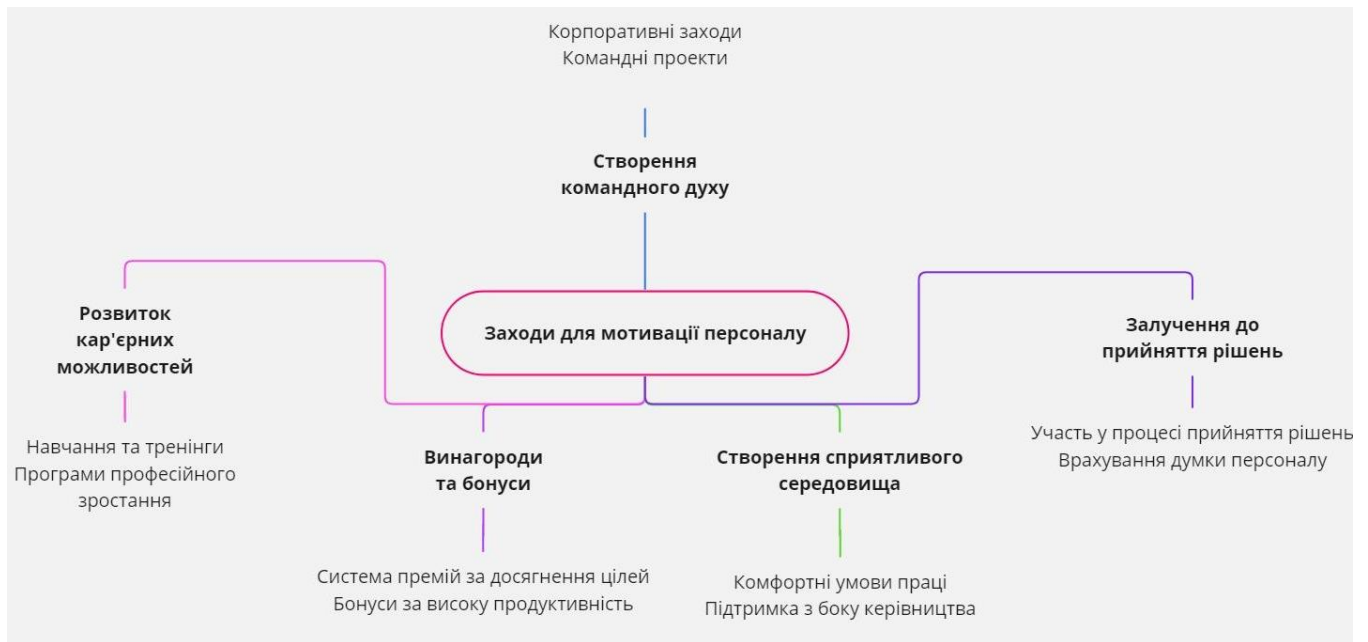 Корпоративні заходи
Командні проекти
Створення
командного духу
Заходи для мотивації персоналу
Розвиток
кар'єрних
можливостей
Навчання та тренінги
Програми професійного
зростання
Винагороди
та бонуси
Система премій за досягнення цілей
Бонуси за високу продуктивність
Створення сприятливого
середовища
Комфортні умови праці
Підтримка з боку керівництва
Залучення до
прийняття рішень
Участь у процесі прийняття рішень
Врахування думки персоналу